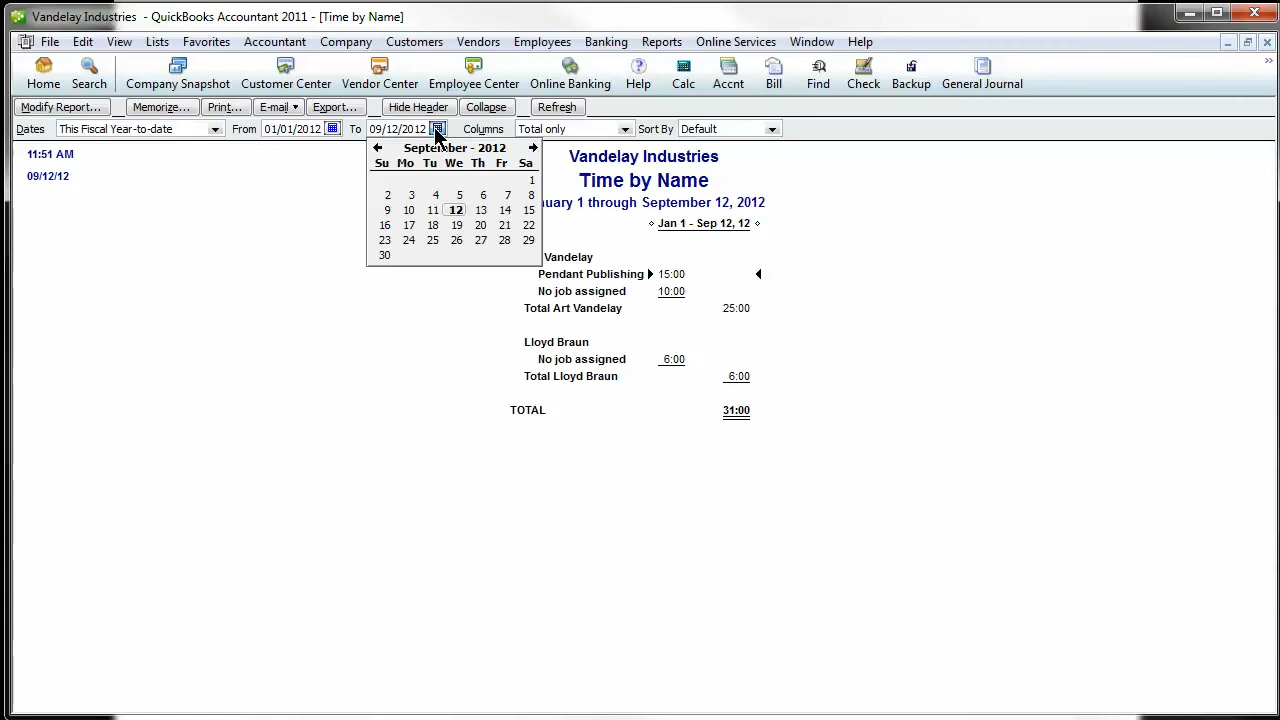 Vandelay Industries - QuickBooks Accountant 2011 - [Time by Name]
File Edit View Lists Favorites Accountant Company Customers Vendors Employees Banking Reports Online Services Window Help
Home Search Company Snapshot Customer Center Vendor Center Employee Center Online Banking Help Calc Accnt Bill Find Check Backup General Journal
Modify Report... Memorize... Print... E-mail Export... Hide Header Collapse Refresh
Dates This Fiscal Year-to-date From 01/01/2012 To 09/12/2012 Columns Total only Sort By Default
September - 2012
Su Mo Tu We Th Fr Sa
1
2 3 4 5 6 7 8
9 10 11 12 13 14 15
16 17 18 19 20 21 22
23 24 25 26 27 28 29
30
11:51 AM
09/12/12
Vandelay Industries
Time by Name
nuary 1 through September 12, 2012
Jan 1 - Sep 12, 12
Vandelay
Pendant Publishing 15:00
No job assigned 10:00
Total Art Vandelay 25:00
Lloyd Braun
No job assigned 6:00
Total Lloyd Braun 6:00
TOTAL 31:00